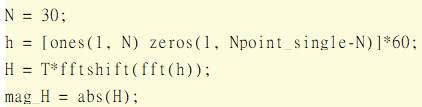 N = 30;
h = [ones(1, N) zeros(1, Npoint_single-N)]*60;
H = T*fftshift(fft(h));
mag_H = abs(H);